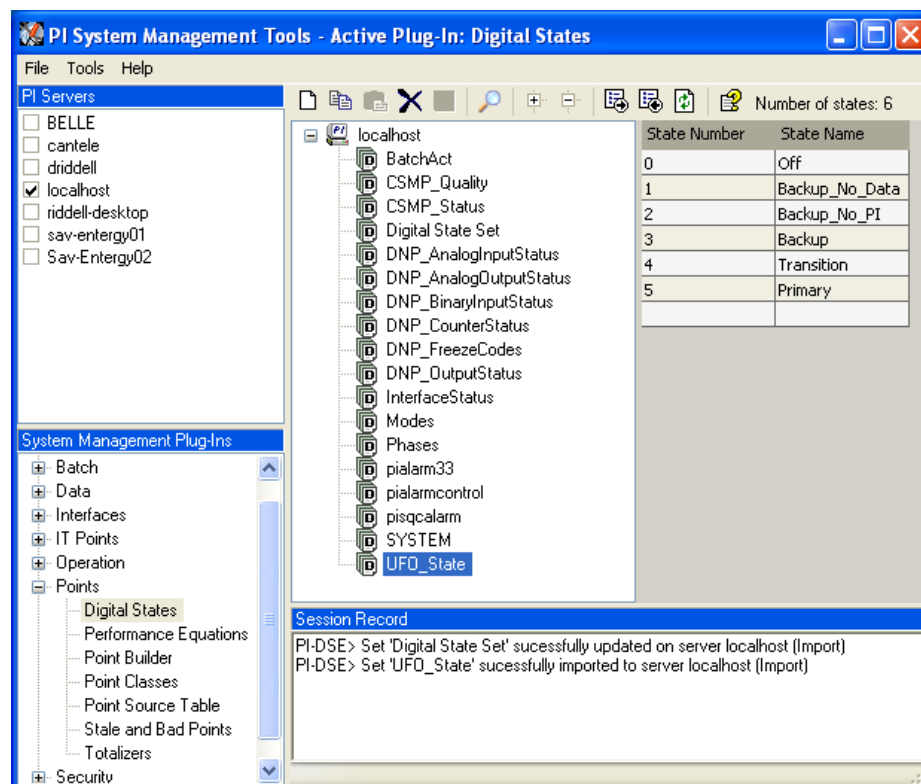 PI System Management Tools - Active Plug-In: Digital States
File Tools Help
PI Servers
BELLE
cantele
driddell
localhost
riddell-desktop
sav-entergy01
Sav-Entergy02
System Management Plug-Ins
Batch
Data
Interfaces
IT Points
Operation
Points
Digital States
Performance Equations
Point Builder
Point Classes
Point Source Table
Stale and Bad Points
Totalizers
Security
Number of states: 6
localhost
BatchAct
CSMP_Quality
CSMP_Status
Digital State Set
DNP_AnalogInputStatus
DNP_AnalogOutputStatus
DNP_BinaryInputStatus
DNP_CounterStatus
DNP_FreezeCodes
DNP_OutputStatus
InterfaceStatus
Modes
Phases
pialarm33
pialarmcontrol
pisqcalarm
SYSTEM
UFO_State
State Number State Name
0 Off
1 Backup_No_Data
2 Backup_No_PI
3 Backup
4 Transition
5 Primary
Session Record
PI-DSE> Set 'Digital State Set' sucessfully updated on server localhost (Import)
PI-DSE> Set 'UFO_State' sucessfully imported to server localhost (Import)